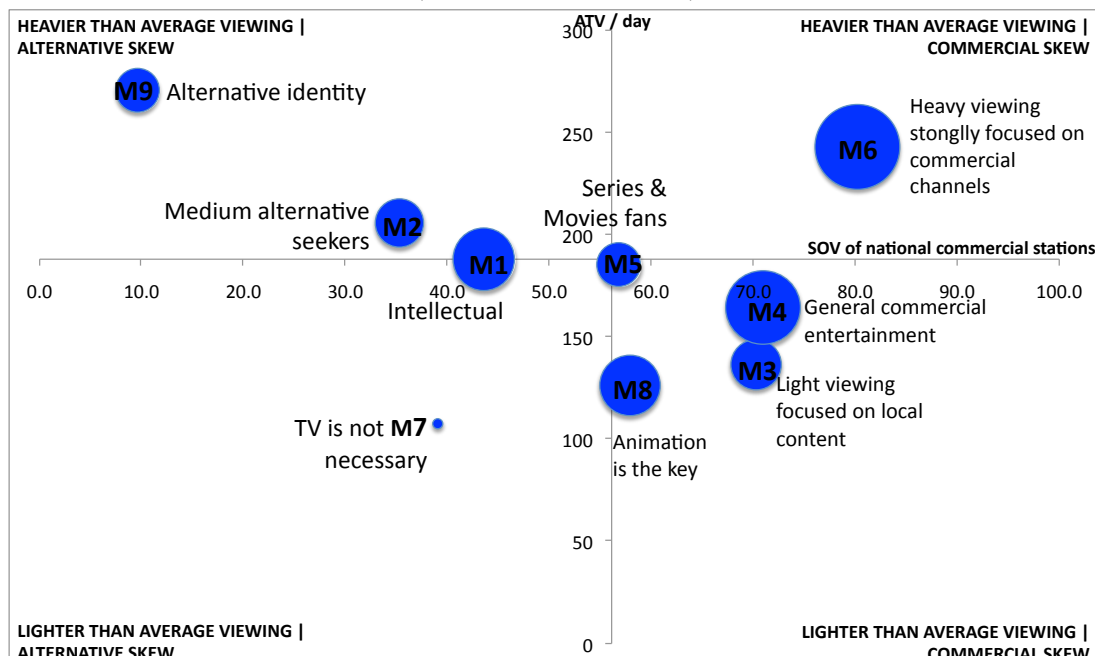 HEAVIER THAN AVERAGE VIEWING |
ALTERNATIVE SKEW
ATV / day
HEAVIER THAN AVERAGE VIEWING |
COMMERCIAL SKEW
300
M9 Alternative identity
250
M6
Heavy viewing
stonglly focused on
commercial
channels
Series &
Movies fans
Medium alternative
seekers
M2
200
SOV of national commercial stations
M1
M5
0.0 10.0 20.0 30.0 40.0 50.0 60.0 70.0 80.0 90.0 100.0
Intellectual
M4
General commercial
entertainment
150
M3
Light viewing
focused on local
content
M8
Animation
is the key
TV is not M7
necessary
100
50
0
LIGHTER THAN AVERAGE VIEWING |
ALTERNATIVE SKEW
LIGHTER THAN AVERAGE VIEWING |
COMMERCIAL SKEW